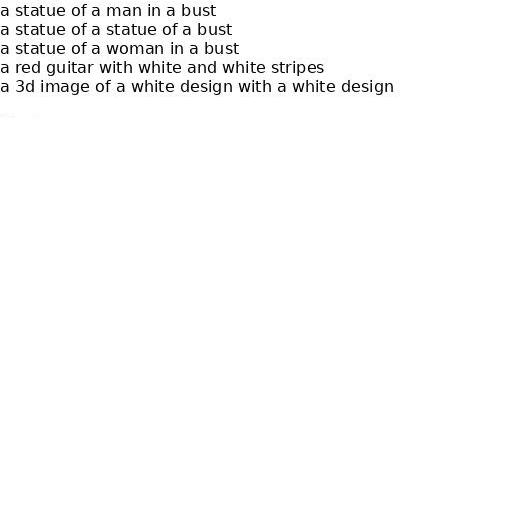 a statue of a man in a bust
a statue of a statue of a bust
a statue of a woman in a bust
a red guitar with white and white stripes
a 3d image of a white design with a white design